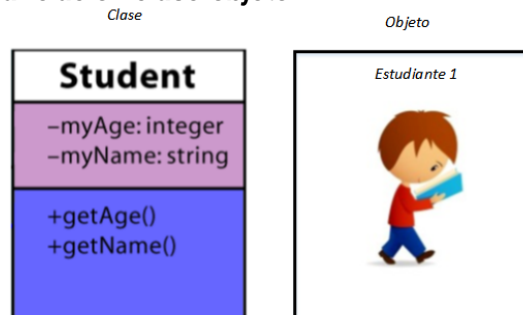 Clase
Objeto
Student
–myAge: integer
–myName: string
+getAge()
+getName()
Estudiante 1